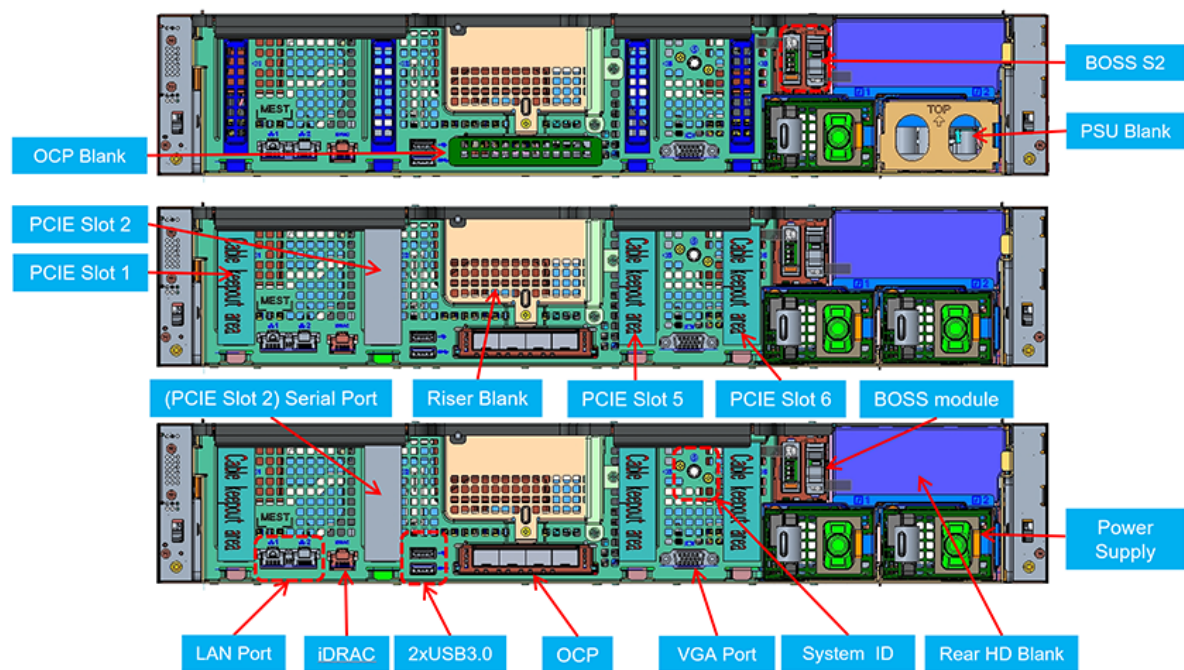 BOSS S2
TOP
MEST
PSU Blank
OCP Blank
PCIE Slot 2
PCIE Slot 1
Cable keepout area
Cable keepout area
Cable keepout area
MEST
(PCIE Slot 2) Serial Port
Riser Blank
PCIE Slot 5
PCIE Slot 6
BOSS module
Cable keepout area
Cable keepout area
Cable keepout area
MEST
Power
Supply
LAN Port
iDRAC
2xUSB3.0
OCP
VGA Port
System ID
Rear HD Blank